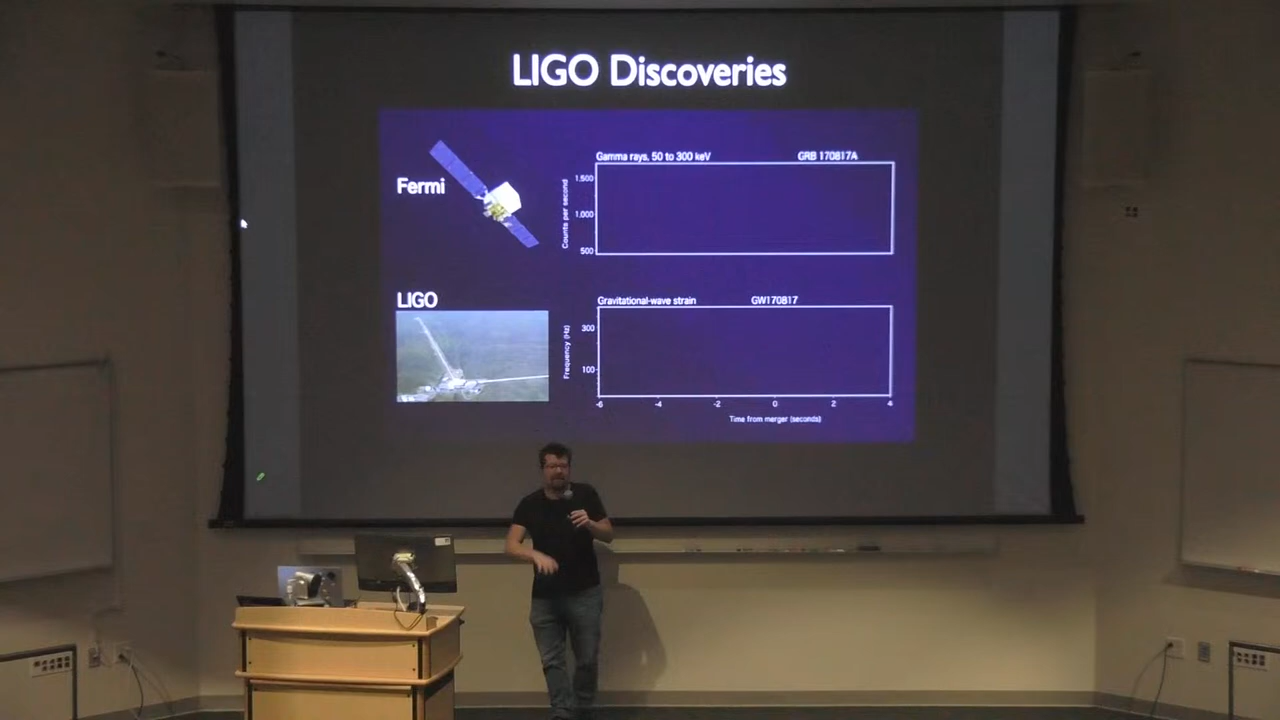 LIGO Discoveries
Fermi
Gamma rays, 50 to 300 keV
GRB 170817A
Counts per second
1,500
1,000
500
LIGO
Gravitational-wave strain
GW170817
Frequency (Hz)
300
100
-6
-4
-2
0
2
4
Time from merger (seconds)